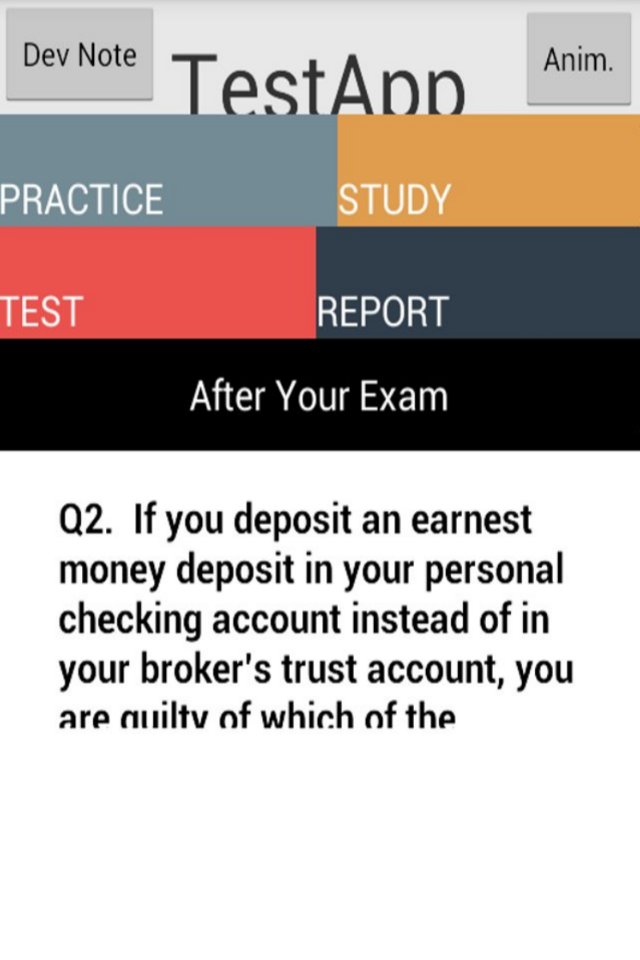 Dev Note
TestApp
Anim.
PRACTICE
STUDY
TEST
REPORT
After Your Exam
Q2. If you deposit an earnest
money deposit in your personal
checking account instead of in
your broker's trust account, you
are guilty of which of the